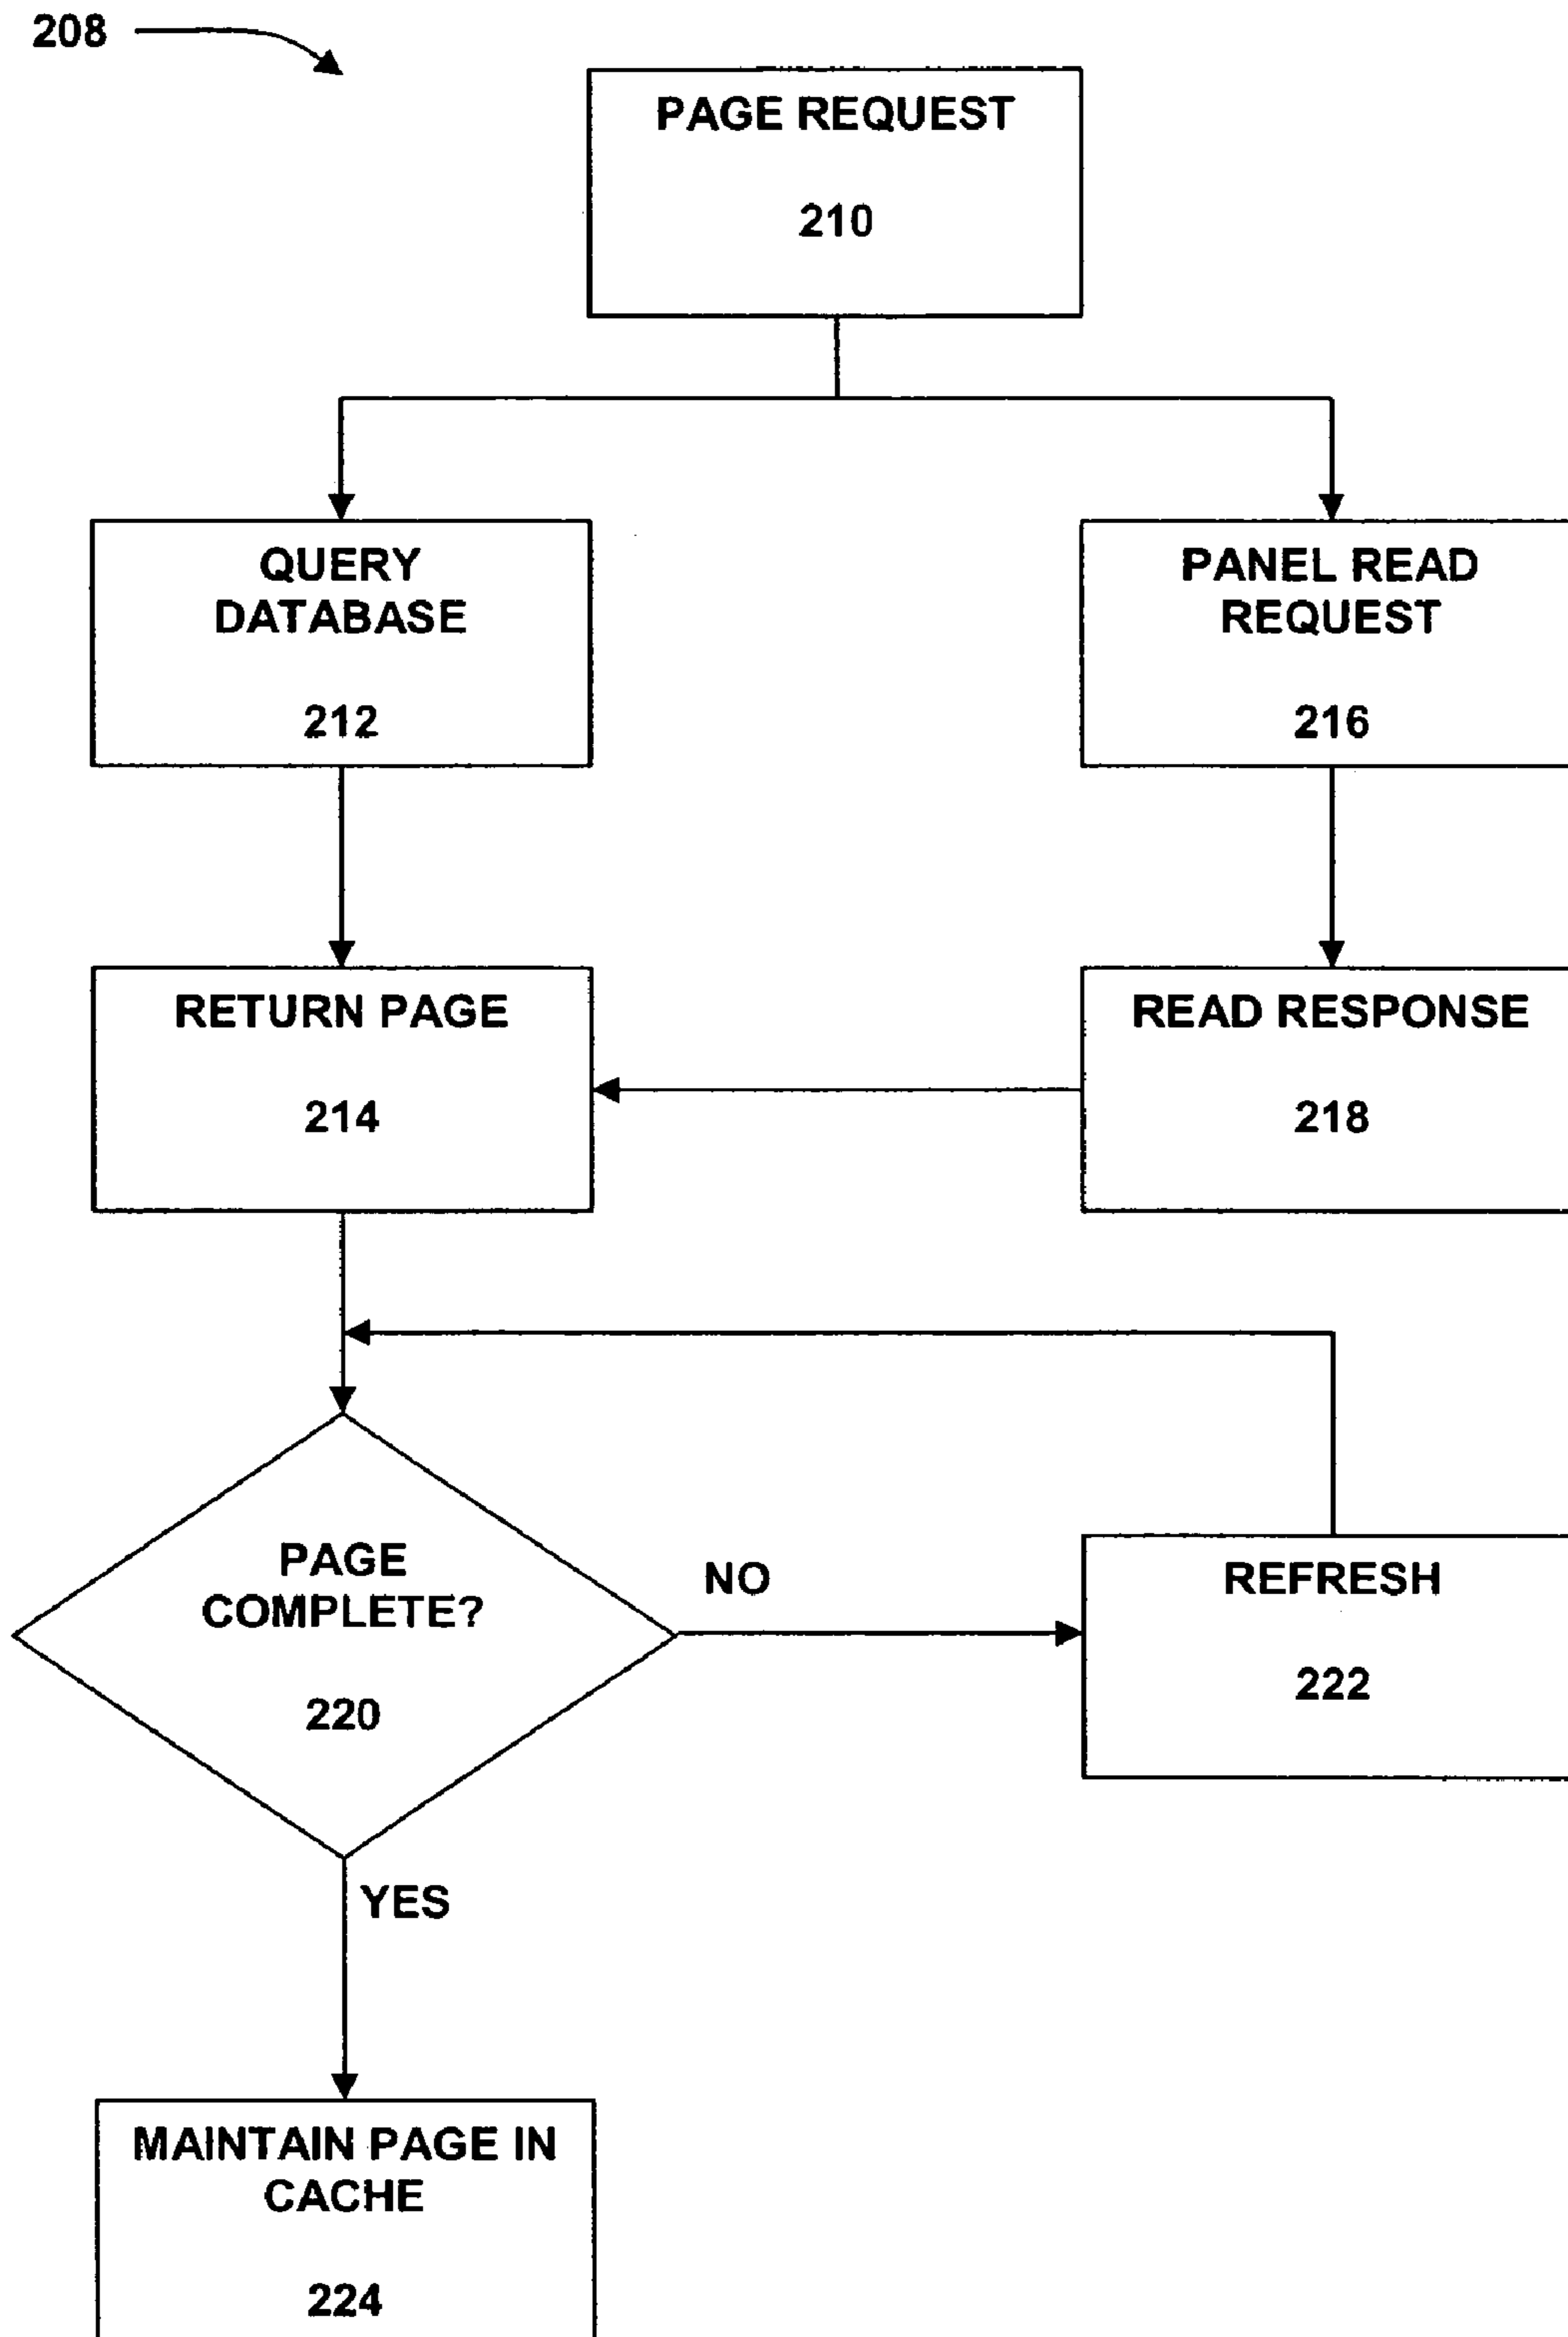 208
PAGE REQUEST
210
QUERY
DATABASE
212
PANEL READ
REQUEST
216
RETURN PAGE
214
READ RESPONSE
218
PAGE
COMPLETE?
220
NO
REFRESH
222
YES
MAINTAIN PAGE IN
CACHE
224